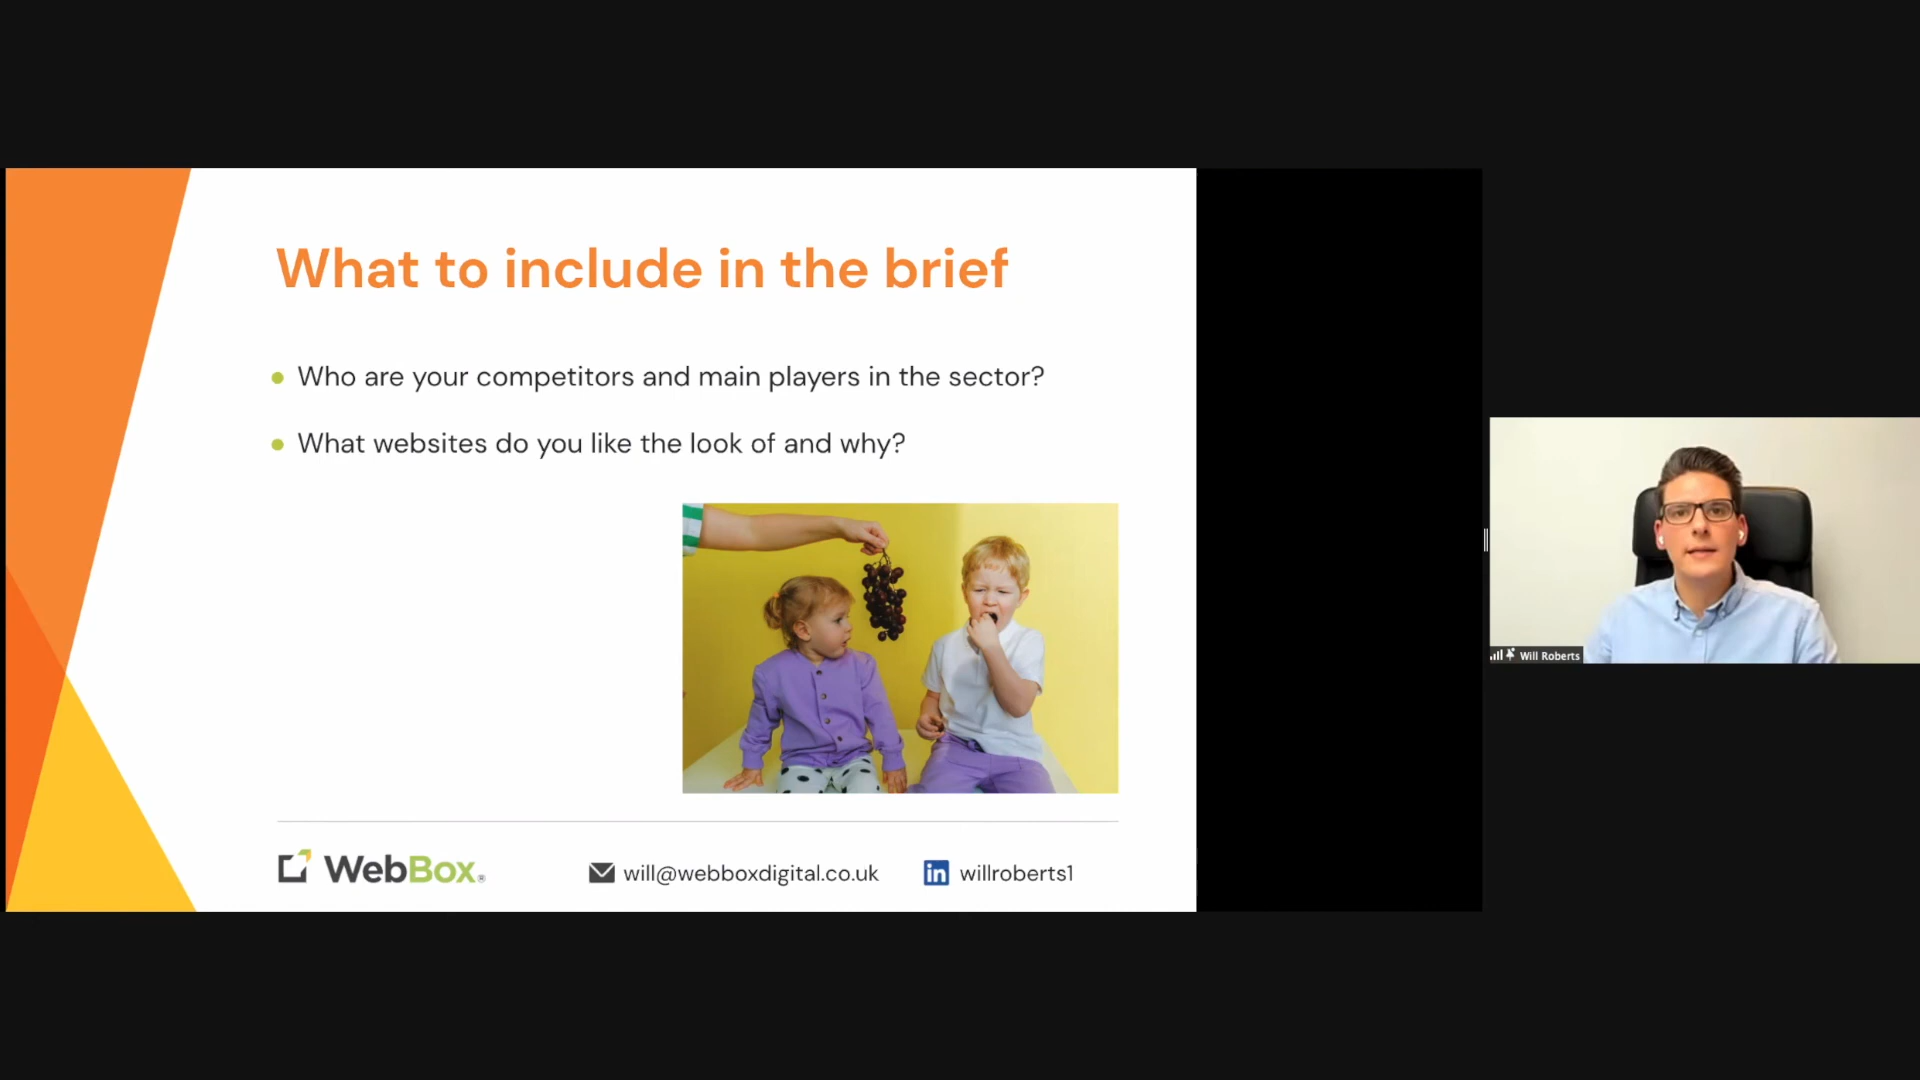 What to include in the brief
• Who are your competitors and main players in the sector?
• What websites do you like the look of and why?
WebBox®
will@webboxdigital.co.uk
in willroberts1
Will Roberts